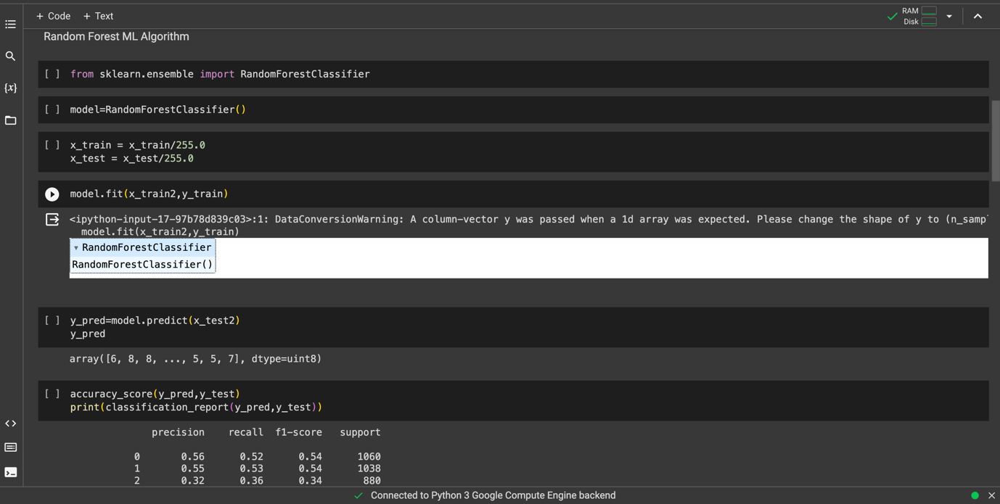 + Code + Text
RAM
Disk
Random Forest ML Algorithm
[ ] from sklearn.ensemble import RandomForestClassifier
[ ] model=RandomForestClassifier()
[ ] x_train = x_train/255.0
x_test = x_test/255.0
{x}
model.fit(x_train2,y_train)
<ipython-input-17-97b78d839c03>:1: DataConversionWarning: A column-vector y was passed when a 1d array was expected. Please change the shape of y to (n_samp
model.fit(x_train2,y_train)
▾ RandomForestClassifier
RandomForestClassifier()
[ ] y_pred=model.predict(x_test2)
y_pred
array([6, 8, 8, ..., 5, 5, 7], dtype=uint8)
[ ] accuracy_score(y_pred,y_test)
print(classification_report(y_pred,y_test))
precision recall f1-score support
0 0.56 0.52 0.54 1060
1 0.55 0.53 0.54 1038
2 0.32 0.36 0.34 880
Connected to Python 3 Google Compute Engine backend